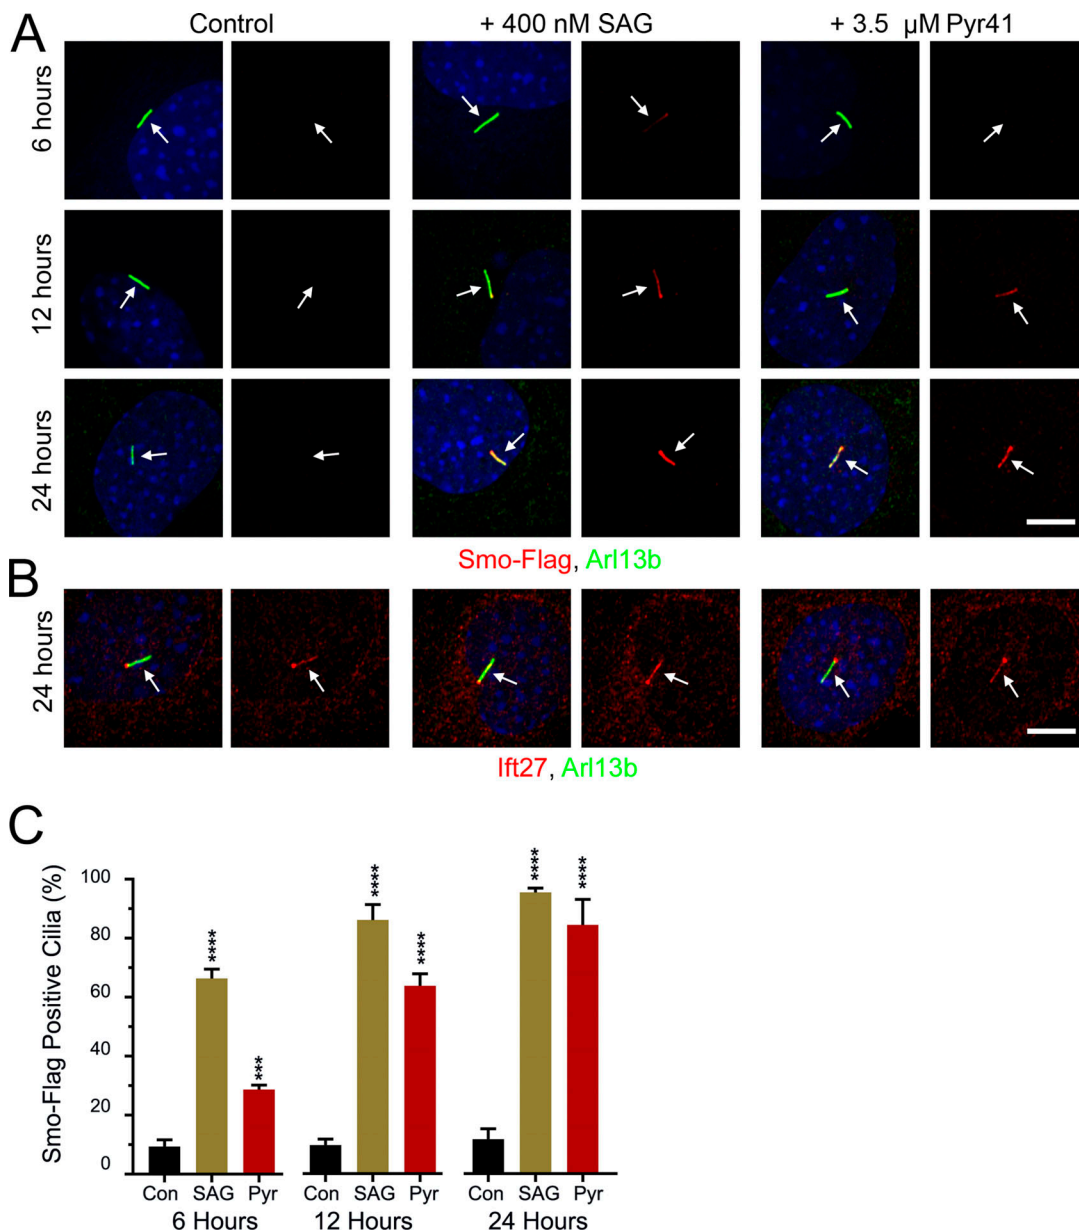 A
Control
+ 400 nM SAG
+ 3.5 µM Pyr41
6 hours
12 hours
24 hours
Smo-Flag, Arl13b
B
24 hours
Ift27, Arl13b
C
Smo-Flag Positive Cilia (%)
100
80
60
40
20
0
****
***
****
****
****
****
Con SAG Pyr
Con SAG Pyr
Con SAG Pyr
6 Hours
12 Hours
24 Hours